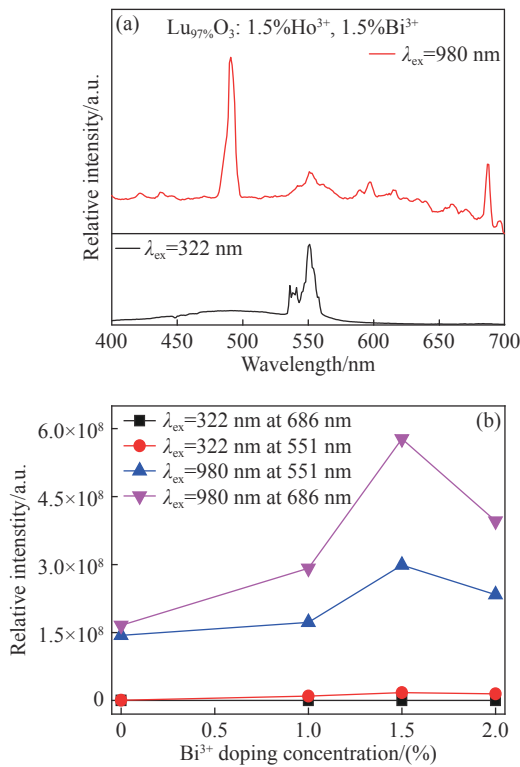 (a)
Lu₉₇%O₃: 1.5%Ho³⁺, 1.5%Bi³⁺
λex=980 nm
λex=322 nm
Relative intensity/a.u.
400 450 500 550 600 650 700
Wavelength/nm
(b)
λex=322 nm at 686 nm
λex=322 nm at 551 nm
λex=980 nm at 551 nm
λex=980 nm at 686 nm
6.0×10⁸
4.5×10⁸
3.0×10⁸
1.5×10⁸
0
Relative intenstity/a.u.
0 0.5 1.0 1.5 2.0
Bi³⁺ doping concentration/(%)